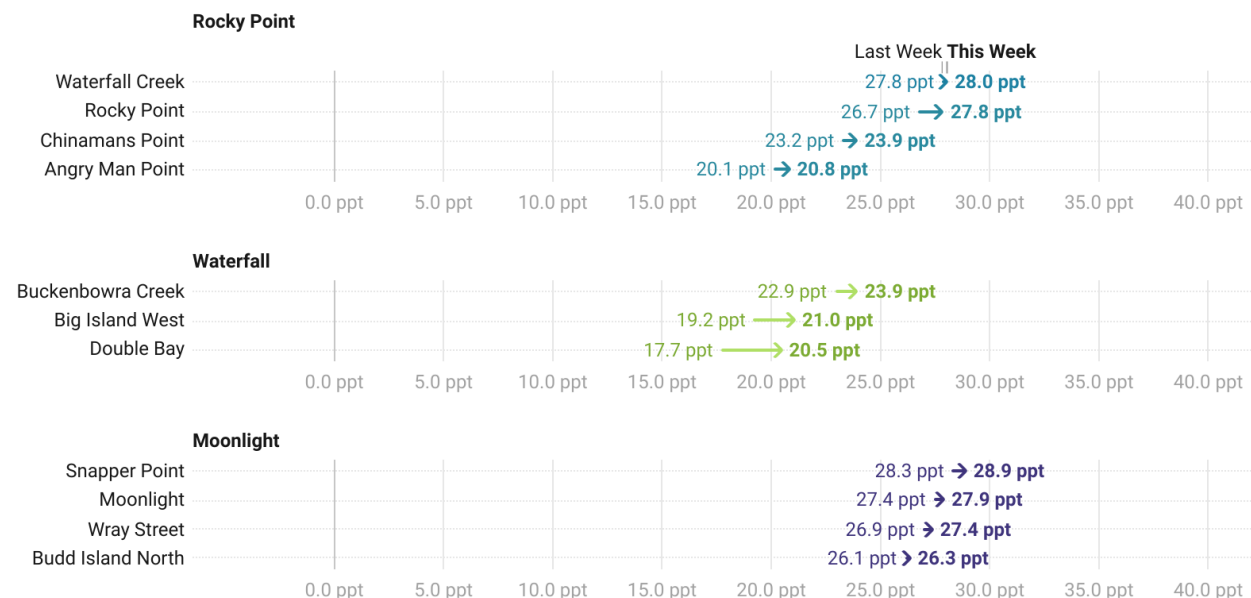 Rocky Point
Last Week This Week
Waterfall Creek 27.8 ppt 28.0 ppt
Rocky Point 26.7 ppt 27.8 ppt
Chinamans Point 23.2 ppt 23.9 ppt
Angry Man Point 20.1 ppt 20.8 ppt
0.0 ppt 5.0 ppt 10.0 ppt 15.0 ppt 20.0 ppt 25.0 ppt 30.0 ppt 35.0 ppt 40.0 ppt
Waterfall
Buckenbowra Creek 22.9 ppt 23.9 ppt
Big Island West 19.2 ppt 21.0 ppt
Double Bay 17.7 ppt 20.5 ppt
0.0 ppt 5.0 ppt 10.0 ppt 15.0 ppt 20.0 ppt 25.0 ppt 30.0 ppt 35.0 ppt 40.0 ppt
Moonlight
Snapper Point 28.3 ppt 28.9 ppt
Moonlight 27.4 ppt 27.9 ppt
Wray Street 26.9 ppt 27.4 ppt
Budd Island North 26.1 ppt 26.3 ppt
0.0 ppt 5.0 ppt 10.0 ppt 15.0 ppt 20.0 ppt 25.0 ppt 30.0 ppt 35.0 ppt 40.0 ppt